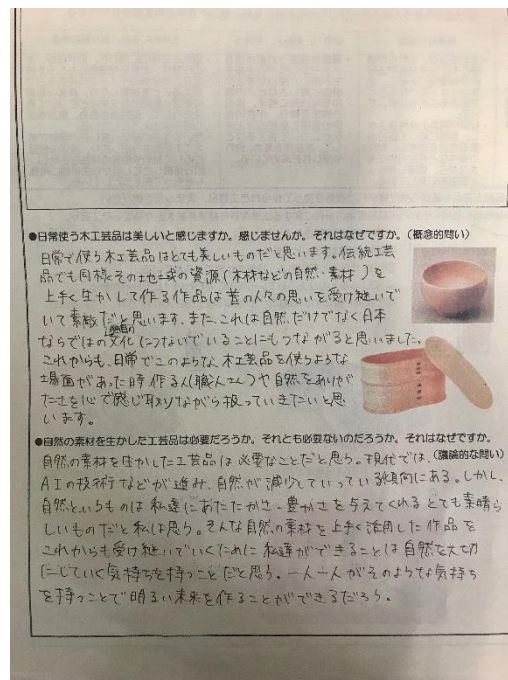 ●日常使う木工芸品は美しいと感じますか。感じませんか。それはなぜですか。(概念的問い)
日常で使う木工芸品はとても美しいものだと思います。伝統工芸
品でも同様、その土地土地の資源(木材などの自然・素材)を
上手く生かして作る作品は昔の人々の思いを受け継いで
いて素敵だと思います。また、これは自然だけでなく日本
ならではの独自の文化につないでいることにもつながると思いました。
これからも、日常でこのような、木工芸品を使うような
場面があった時作る人(職人さん)や自然をありが
たさを心で感じ取りながら扱っていきたいと思
います。
●自然の素材を生かした工芸品は必要だろうか。それとも必要ないのだろうか。それはなぜですか。
(議論的な問い)
自然の素材を生かした工芸品は必要なことだと思う。現代では、
AIの技術などが進み、自然が減少していっている傾向にある。しかし、
自然というものは私達にあたたかさ・豊かさを与えてくれるとても素晴ら
しいものだと私は思う。そんな自然の素材を上手く活用した作品を
これからも受け継いでいくために私達ができることは自然を大切
にしていく気持ちを持つことだと思う。一人一人がそのような気持ち
を持つことで明るい未来を作ることができるだろう。